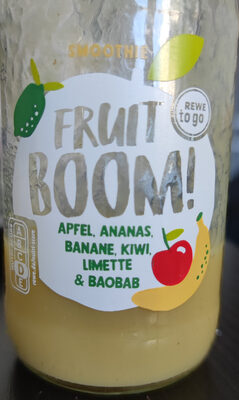 SMOOTHIE
REWE
to go
FRUIT
BOOM!
APFEL, ANANAS,
BANANE, KIWI,
LIMETTE
& BAOBAB
A B C D E